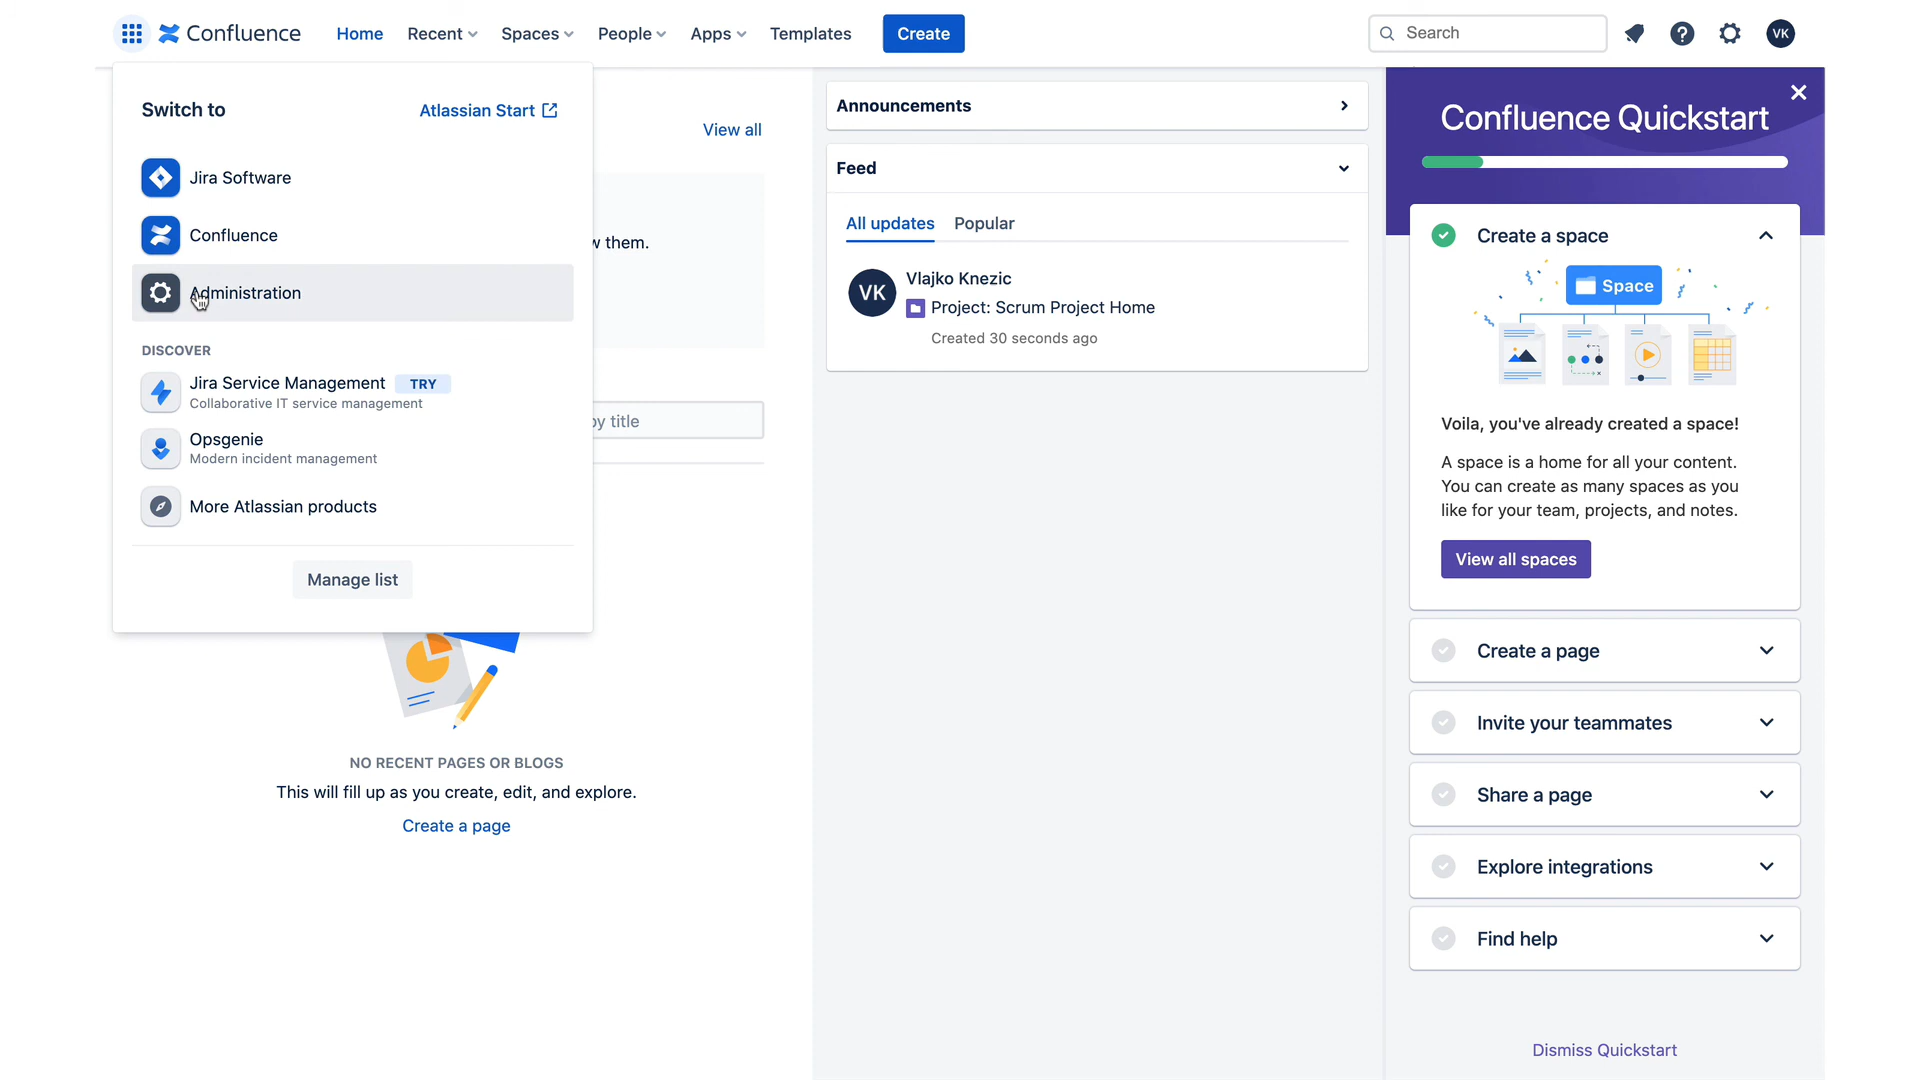 Confluence
Home
Recent
Spaces
People
Apps
Templates
Create
Search
VK
Switch to
Atlassian Start
Jira Software
Confluence
Administration
DISCOVER
Jira Service Management TRY
Collaborative IT service management
Opsgenie
Modern incident management
More Atlassian products
Manage list
View all
w them.
by title
NO RECENT PAGES OR BLOGS
This will fill up as you create, edit, and explore.
Create a page
Announcements
Feed
All updates
Popular
VK
Vlajko Knezic
Project: Scrum Project Home
Created 30 seconds ago
Confluence Quickstart
Create a space
Space
Voila, you've already created a space!
A space is a home for all your content.
You can create as many spaces as you
like for your team, projects, and notes.
View all spaces
Create a page
Invite your teammates
Share a page
Explore integrations
Find help
Dismiss Quickstart